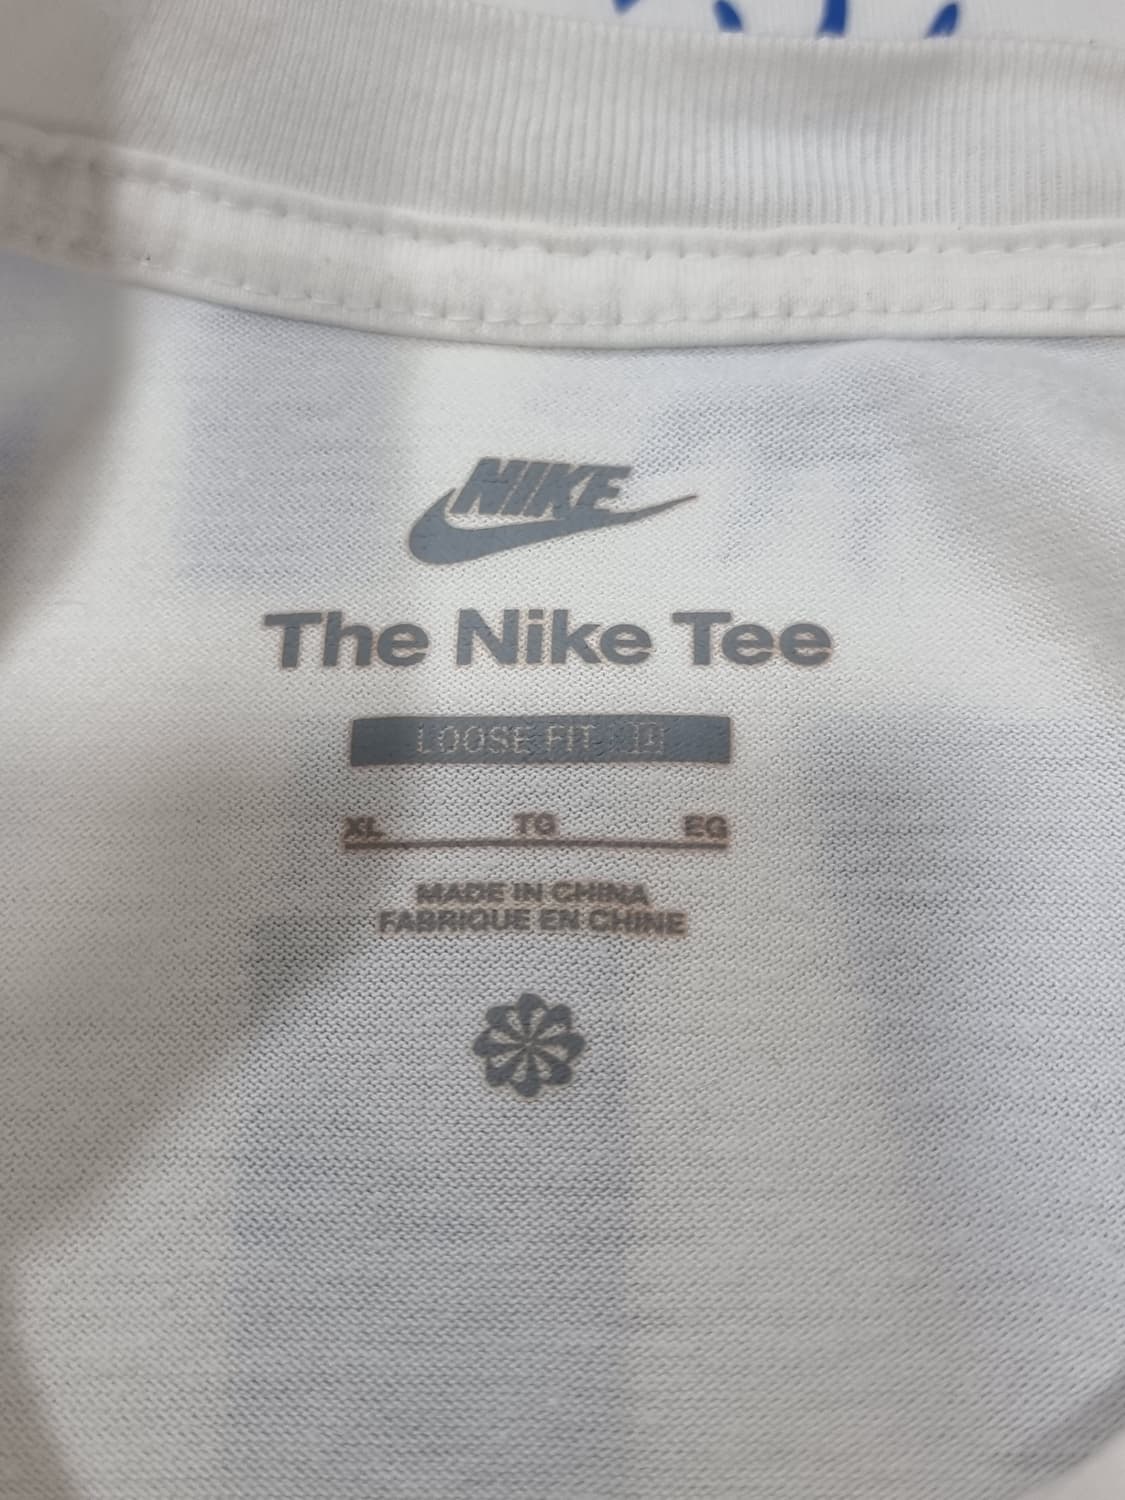 NIKE
The Nike Tee
LOOSE FIT
XL TG EG
MADE IN CHINA
FABRIQUE EN CHINE